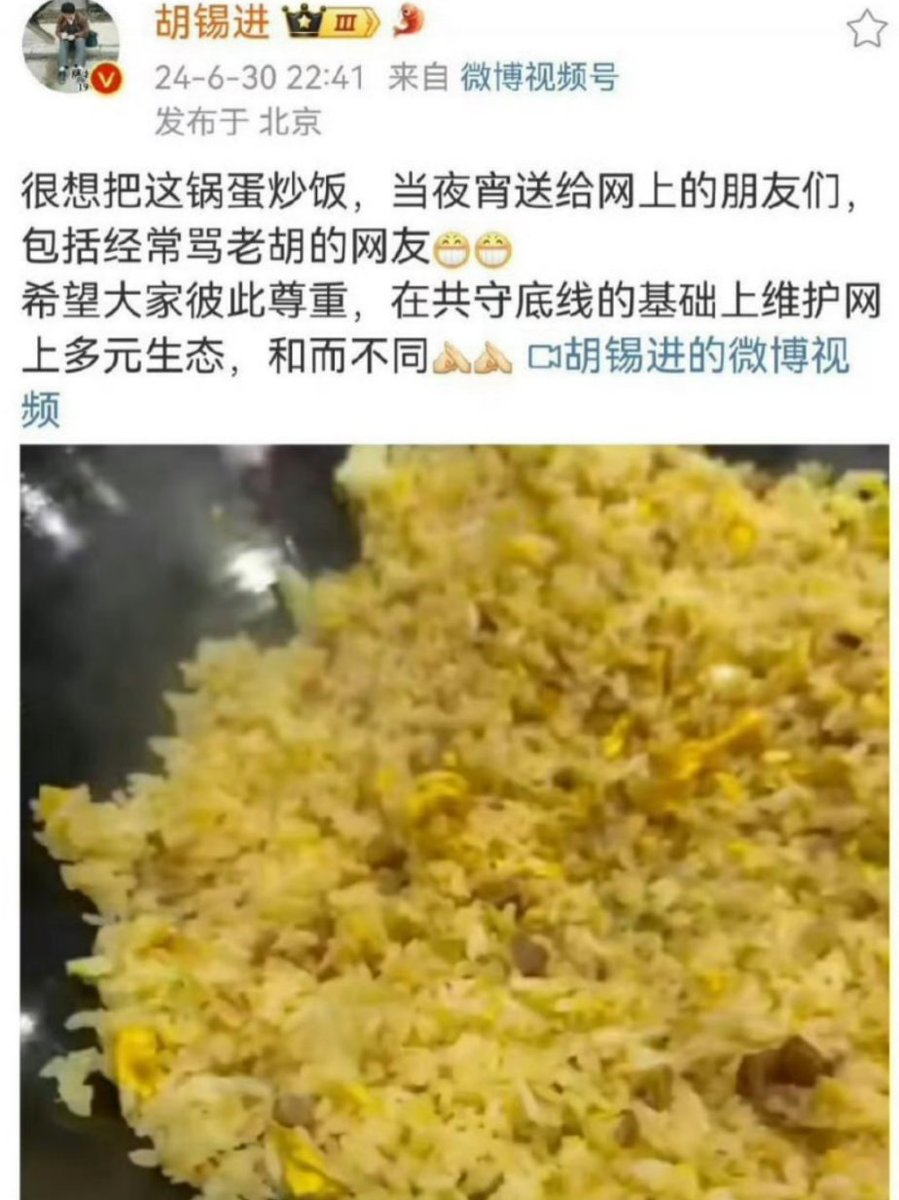 胡锡进 III
24-6-30 22:41 来自 微博视频号
发布于 北京
很想把这锅蛋炒饭，当夜宵送给网上的朋友们，
包括经常骂老胡的网友😁😁
希望大家彼此尊重，在共守底线的基础上维护网
上多元生态，和而不同🙏🏻🙏🏻 胡锡进的微博视
频